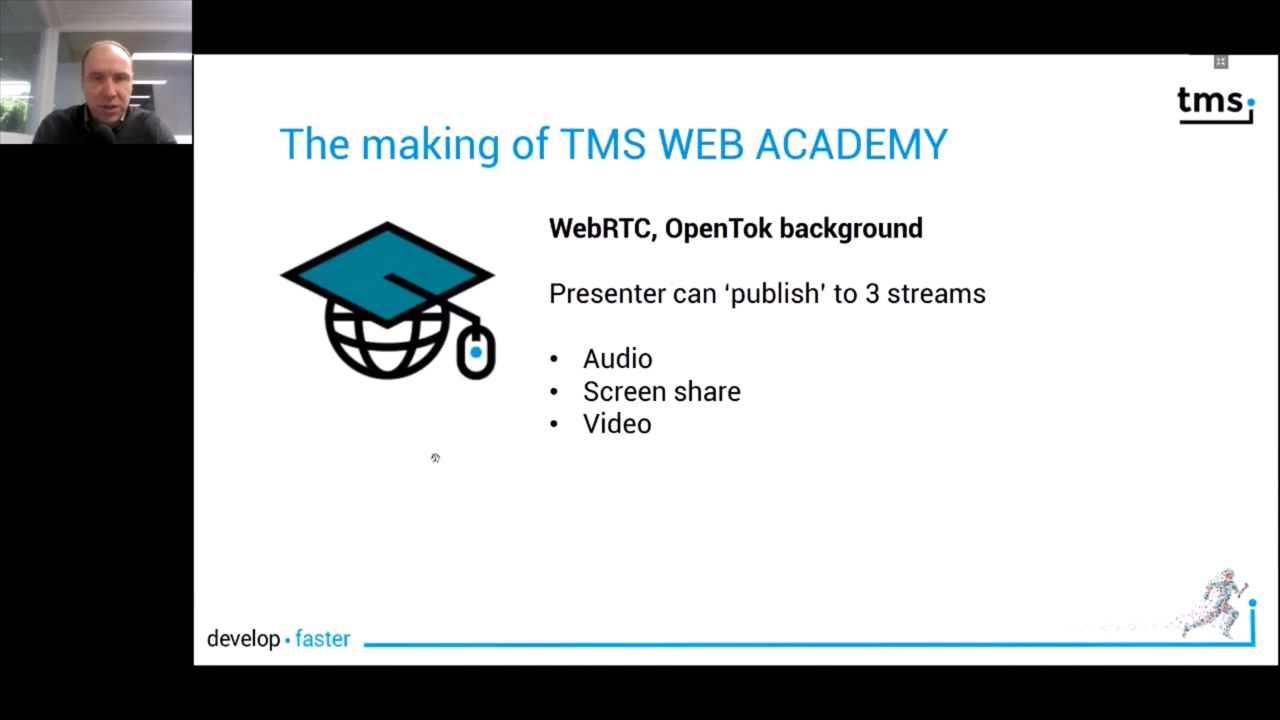 tms
The making of TMS WEB ACADEMY
WebRTC, OpenTok background
Presenter can ‘publish’ to 3 streams
• Audio
• Screen share
• Video
develop • faster